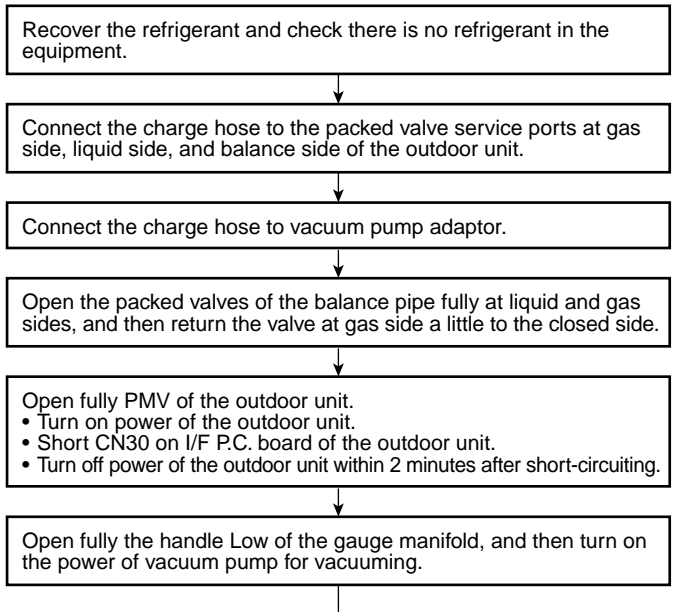 Recover the refrigerant and check there is no refrigerant in the
equipment.
Connect the charge hose to the packed valve service ports at gas
side, liquid side, and balance side of the outdoor unit.
Connect the charge hose to vacuum pump adaptor.
Open the packed valves of the balance pipe fully at liquid and gas
sides, and then return the valve at gas side a little to the closed side.
Open fully PMV of the outdoor unit.
• Turn on power of the outdoor unit.
• Short CN30 on I/F P.C. board of the outdoor unit.
• Turn off power of the outdoor unit within 2 minutes after short-circuiting.
Open fully the handle Low of the gauge manifold, and then turn on
the power of vacuum pump for vacuuming.